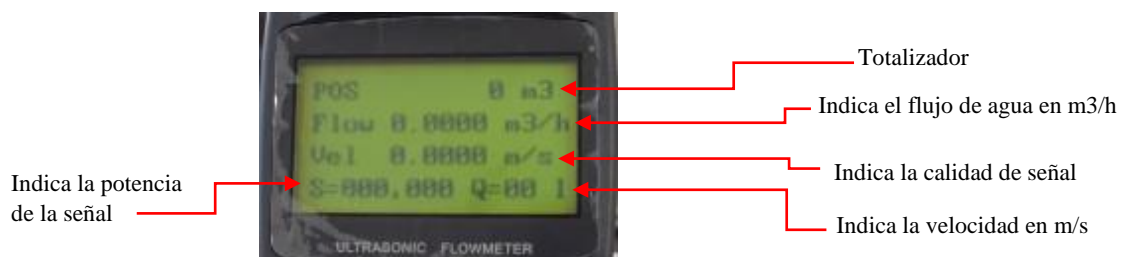 Totalizador
POS 0 m3
Indica el flujo de agua en m3/h
Flow 0.0000 m3/h
Vel 0.0000 m/s
Indica la calidad de señal
Indica la potencia
de la señal
S=000,000 Q=00 I
Indica la velocidad en m/s
ULTRASONIC FLOWMETER